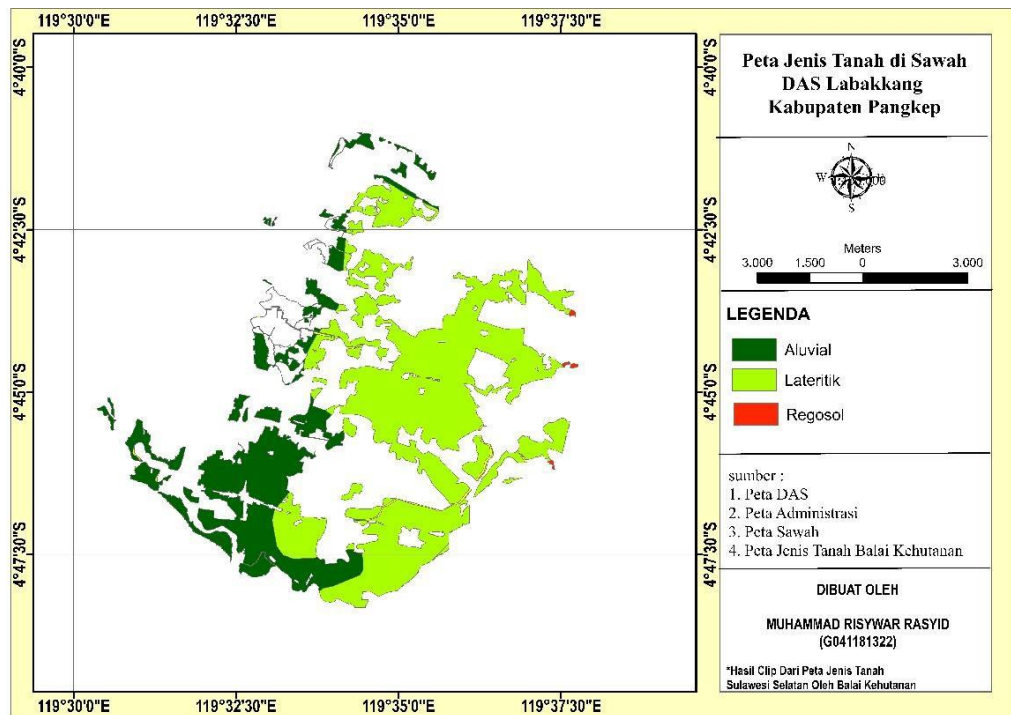 119°30'0"E 119°32'30"E 119°35'0"E 119°37'30"E
4°40'0"S 4°40'0"S
4°42'30"S 4°42'30"S
4°45'0"S 4°45'0"S
4°47'30"S 4°47'30"S
119°30'0"E 119°32'30"E 119°35'0"E 119°37'30"E
Peta Jenis Tanah di Sawah
DAS Labakkang
Kabupaten Pangkep
N
W
S
Meters
3.000 1.500 0 3.000
LEGENDA
Aluvial
Lateritik
Regosol
sumber :
1. Peta DAS
2. Peta Administrasi
3. Peta Sawah
4. Peta Jenis Tanah Balai Kehutanan
DIBUAT OLEH
MUHAMMAD RISYWAR RASYID
(G041181322)
*Hasil Clip Dari Peta Jenis Tanah
Sulawesi Selatan Oleh Balai Kehutanan